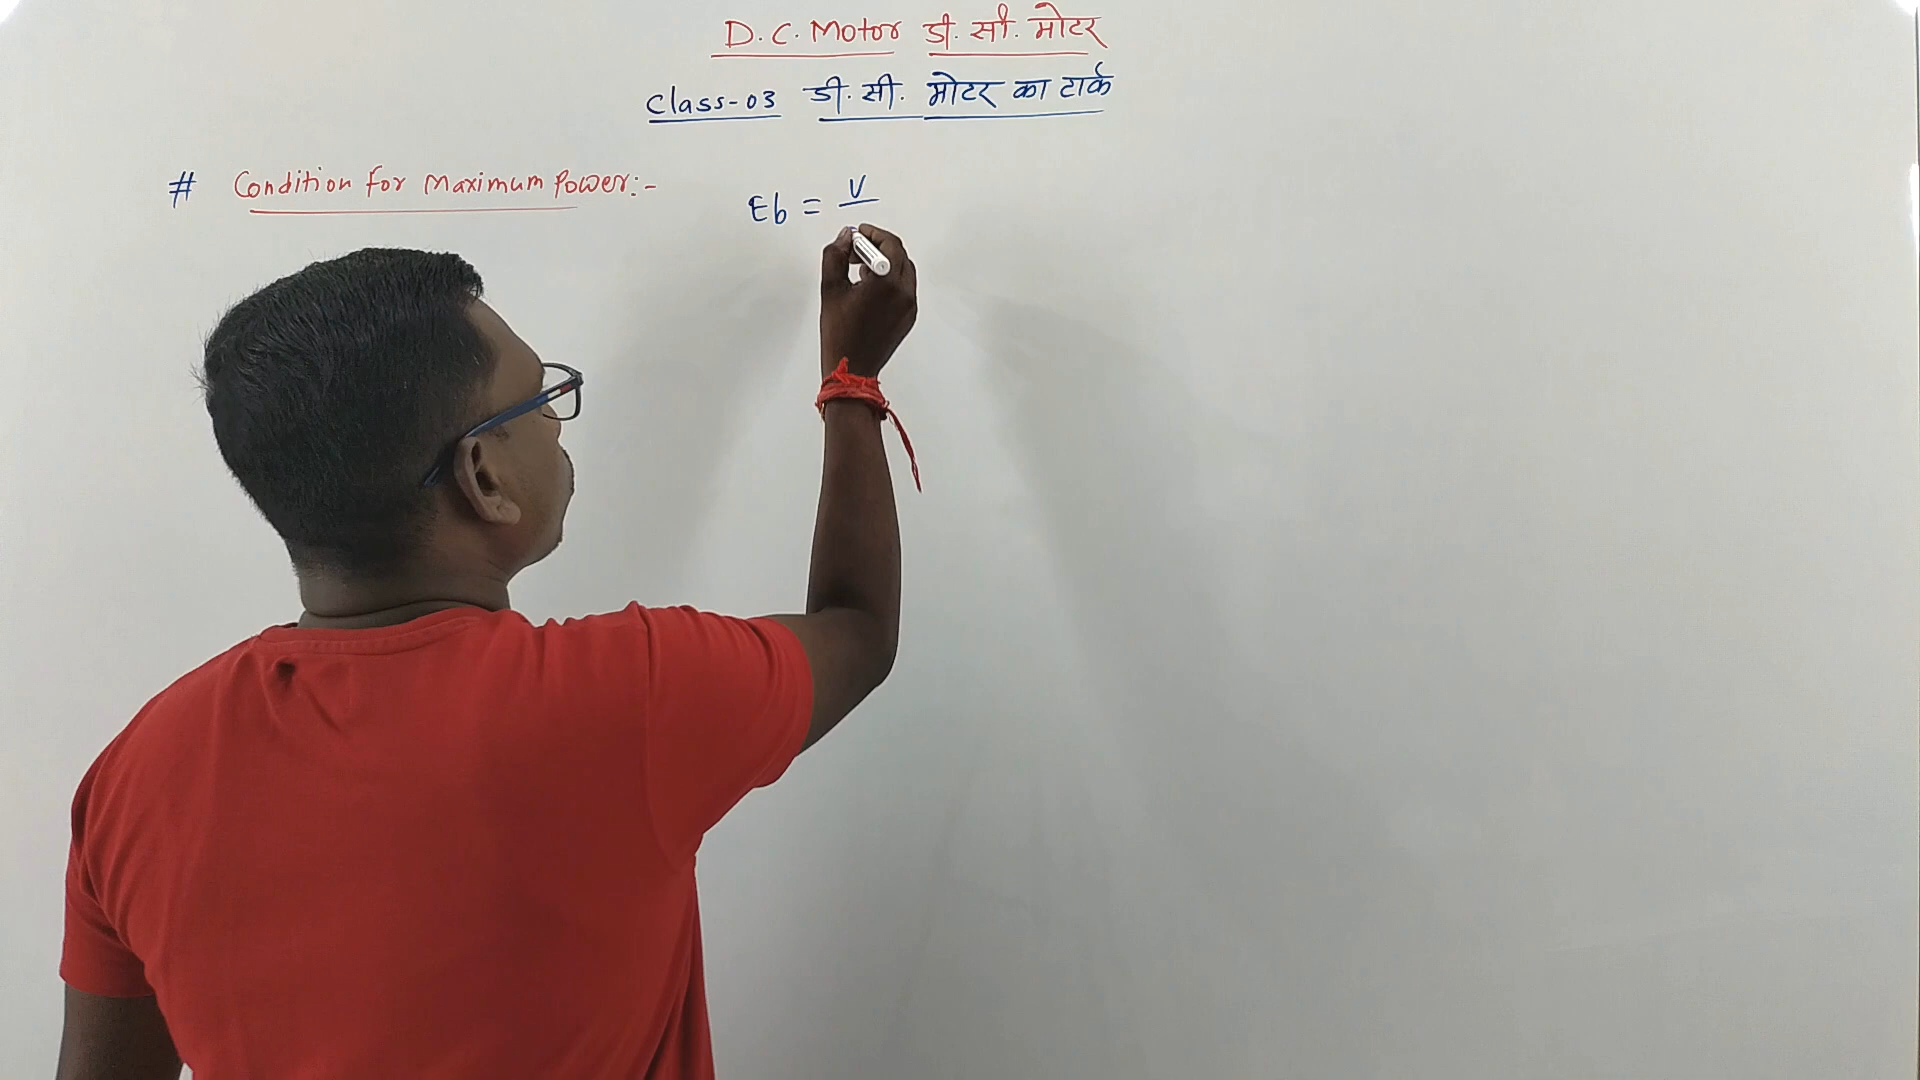 D.C. Motor डी. सी. मोटर
Class-03 डी. सी. मोटर का टार्क
# Condition for Maximum Power:-
Eb = V